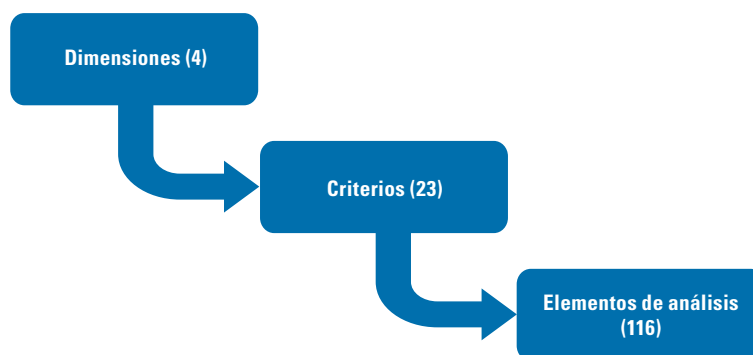 Dimensiones (4)
Criterios (23)
Elementos de análisis
(116)